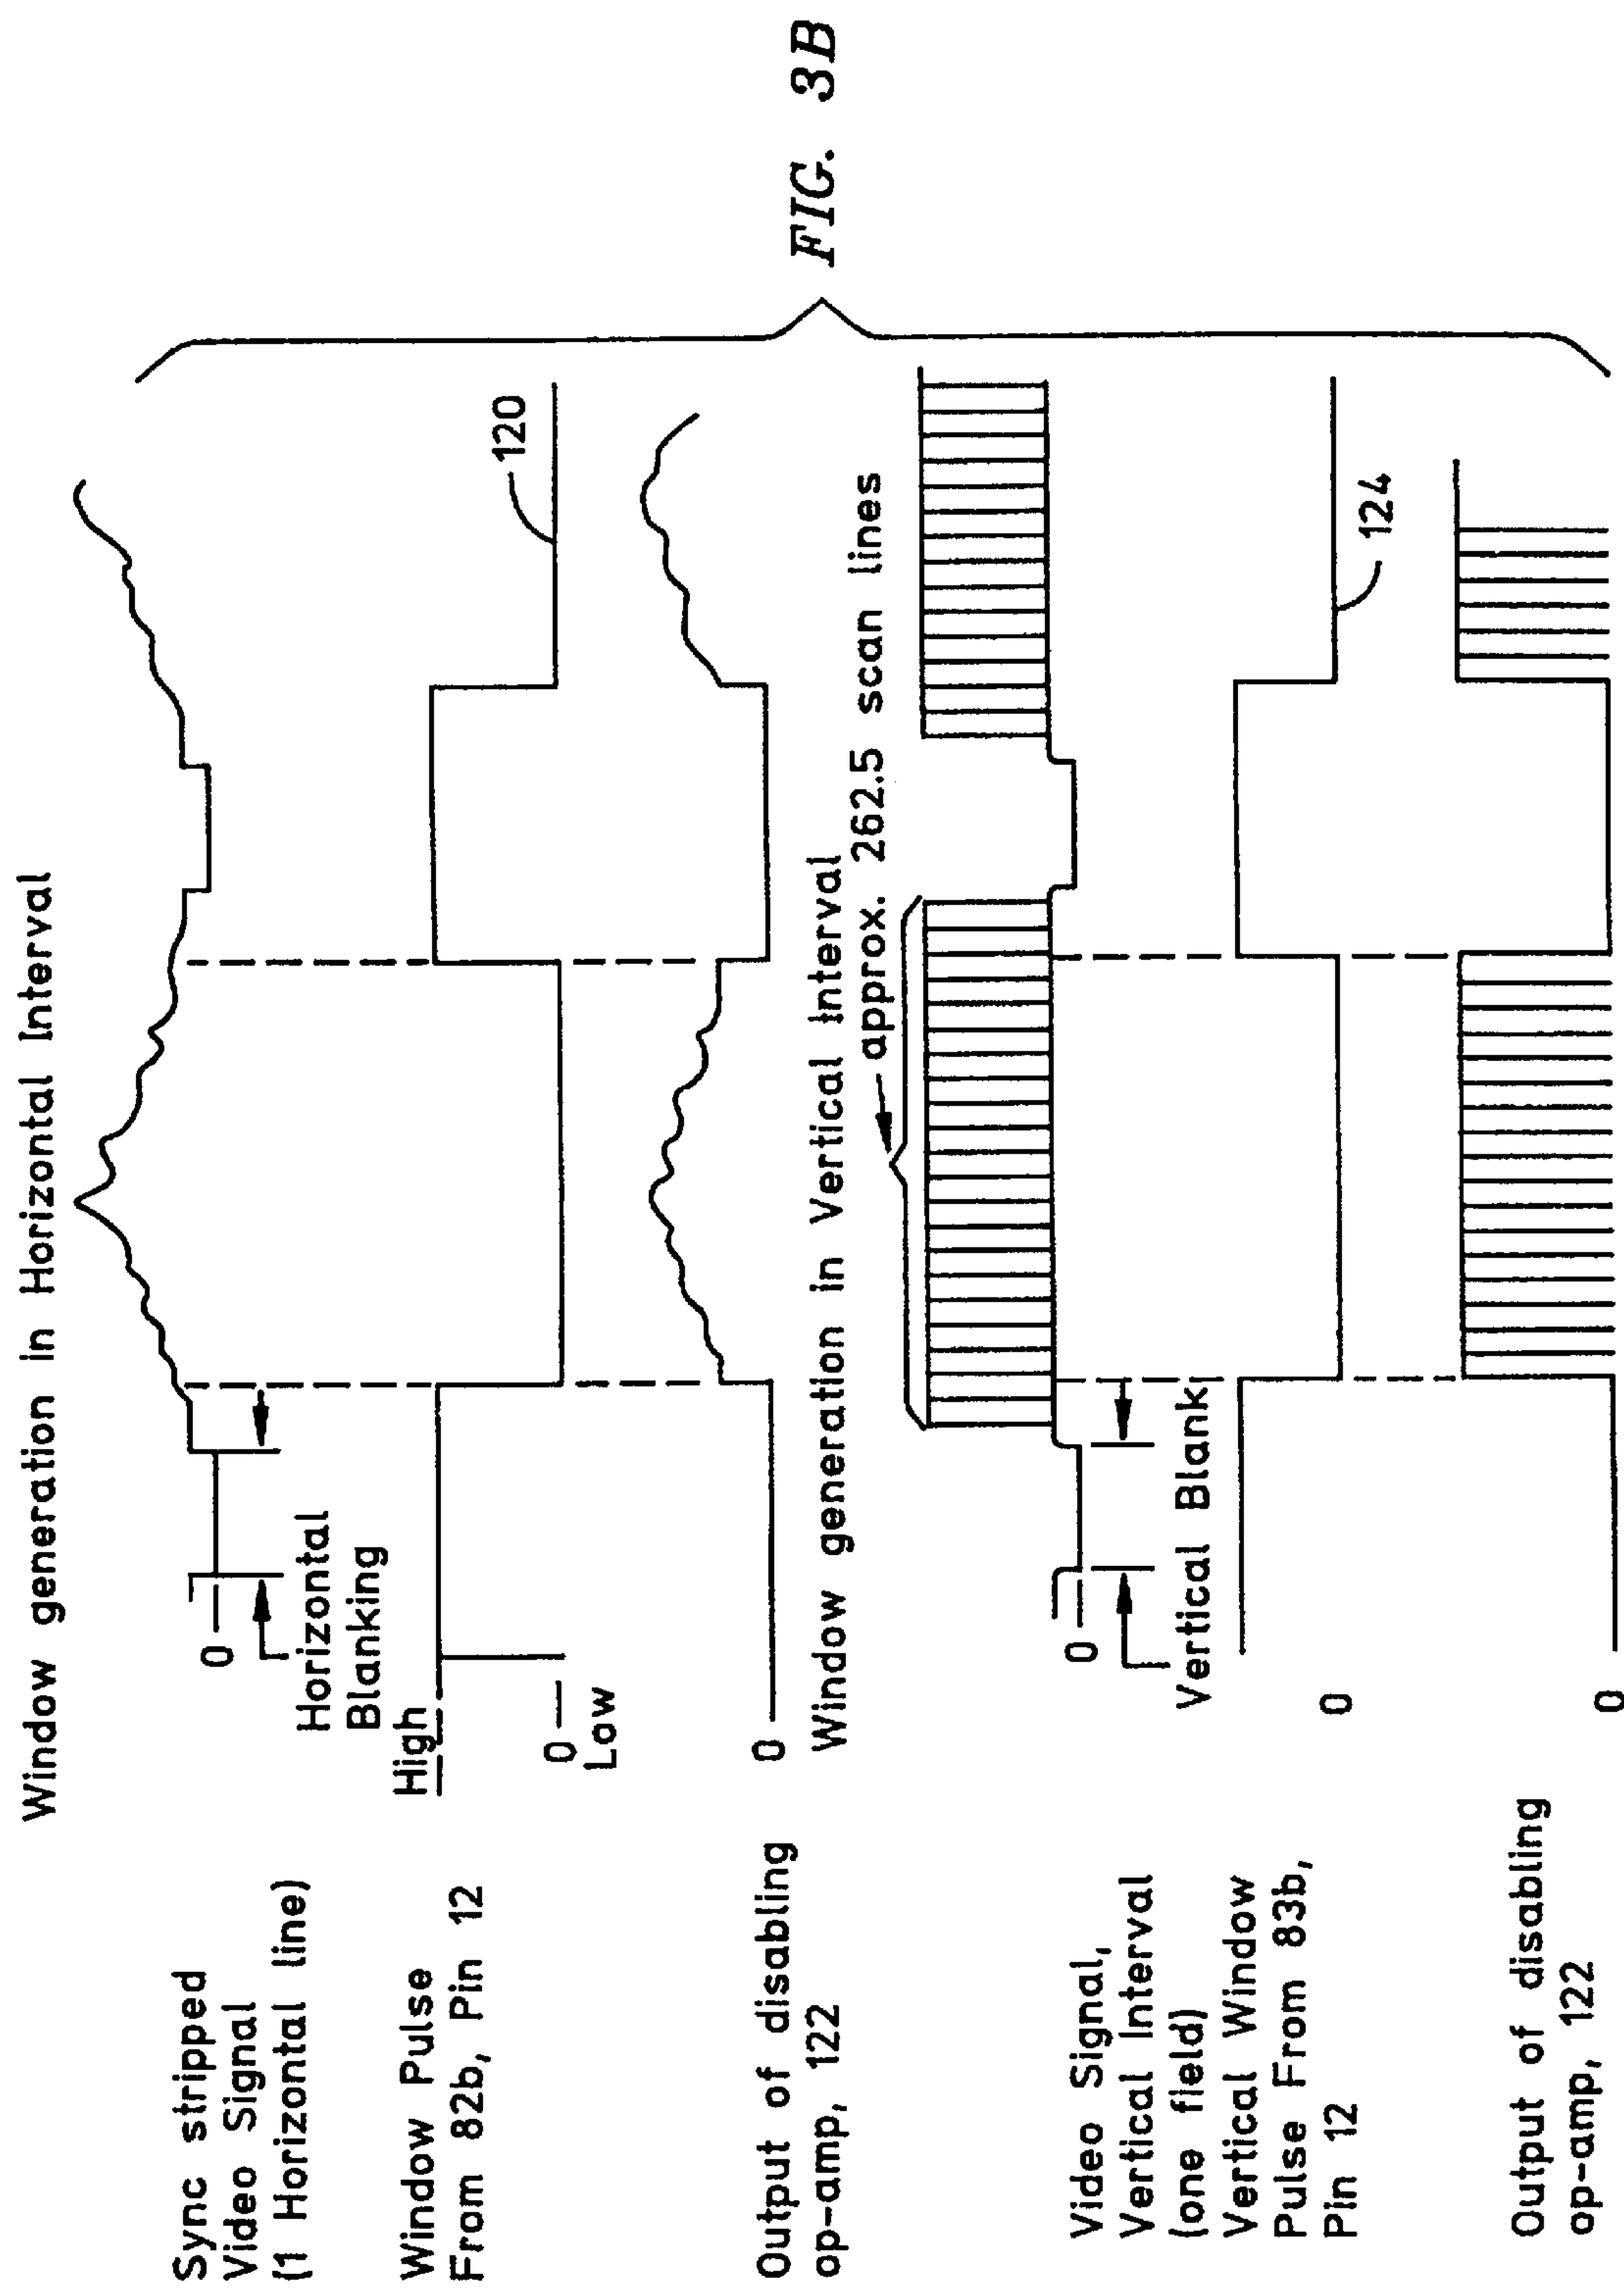 Window generation in Horizontal Interval
Sync stripped
Video Signal
(1 Horizontal line)
0
Horizontal
Blanking
Window Pulse
From 82b, Pin 12
High
0
Low
120
Output of disabling
op-amp, 122
0
Window generation in Vertical Interval
approx. 262.5 scan lines
Video Signal,
Vertical Interval
(one field)
0
Vertical Blank
Vertical Window
Pulse From 83b,
Pin 12
0
124
Output of disabling
op-amp, 122
0
FIG. 3B